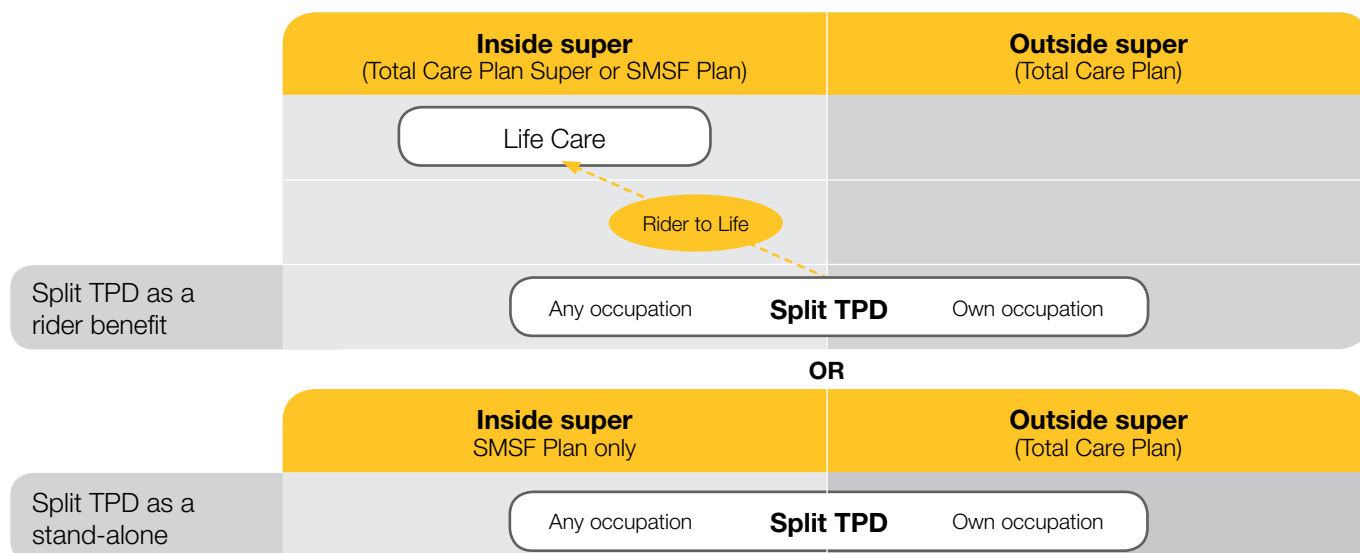 Inside super
(Total Care Plan Super or SMSF Plan)
Outside super
(Total Care Plan)
Life Care
Rider to Life
Split TPD as a
rider benefit
Any occupation Split TPD Own occupation
OR
Inside super
SMSF Plan only
Outside super
(Total Care Plan)
Split TPD as a
stand-alone
Any occupation Split TPD Own occupation